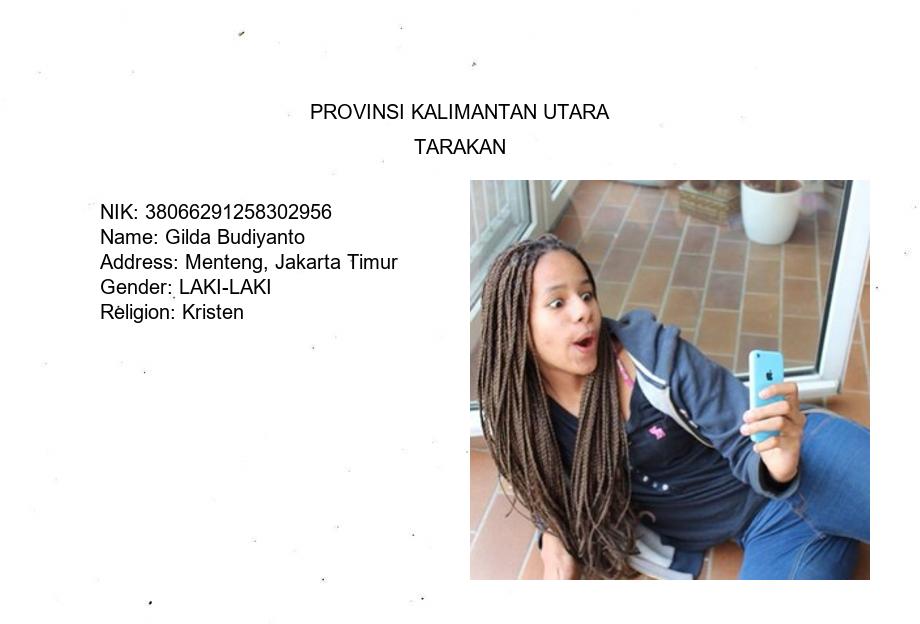 PROVINSI KALIMANTAN UTARA
TARAKAN
NIK: 38066291258302956
Name: Gilda Budiyanto
Address: Menteng, Jakarta Timur
Gender: LAKI-LAKI
Religion: Kristen